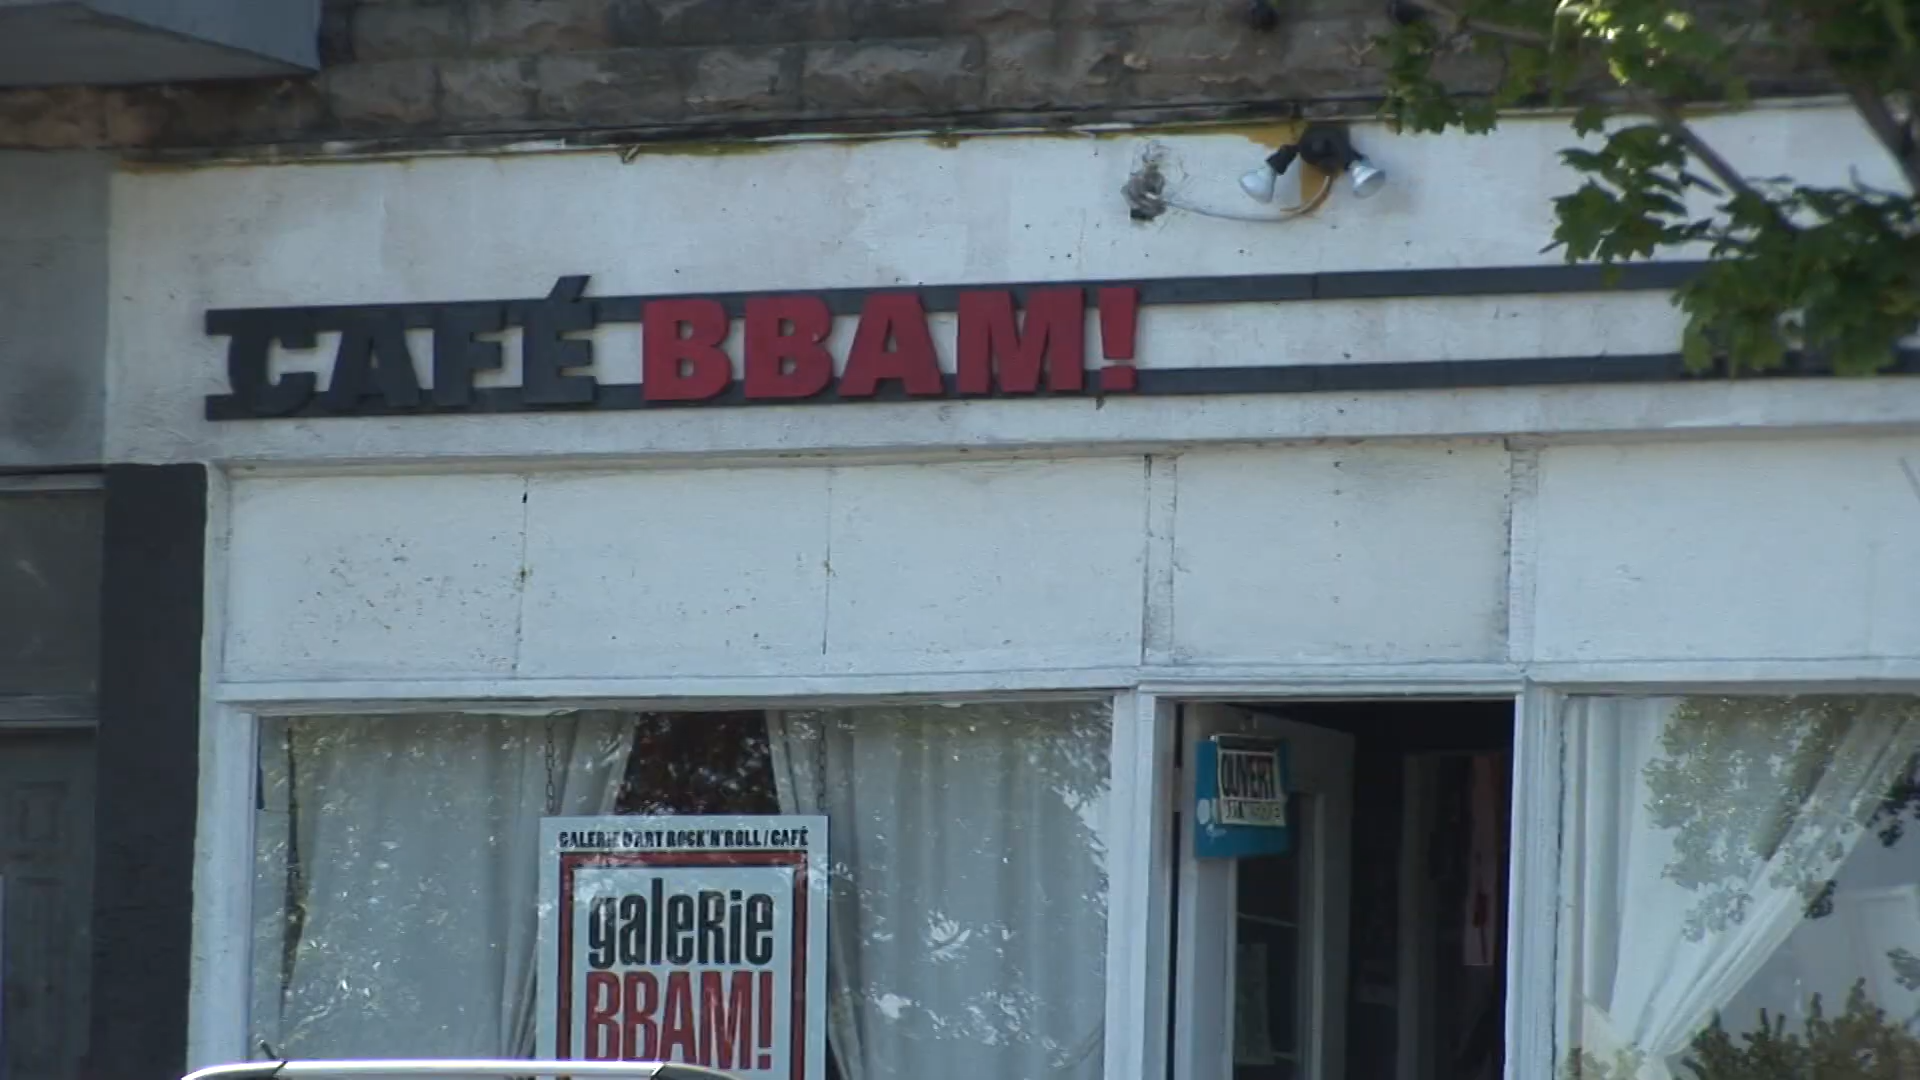 CAFÉ BBAM!
OUVERT
GALERIE D'ART ROCK'N'ROLL / CAFÉ
galeRie
BBAM!